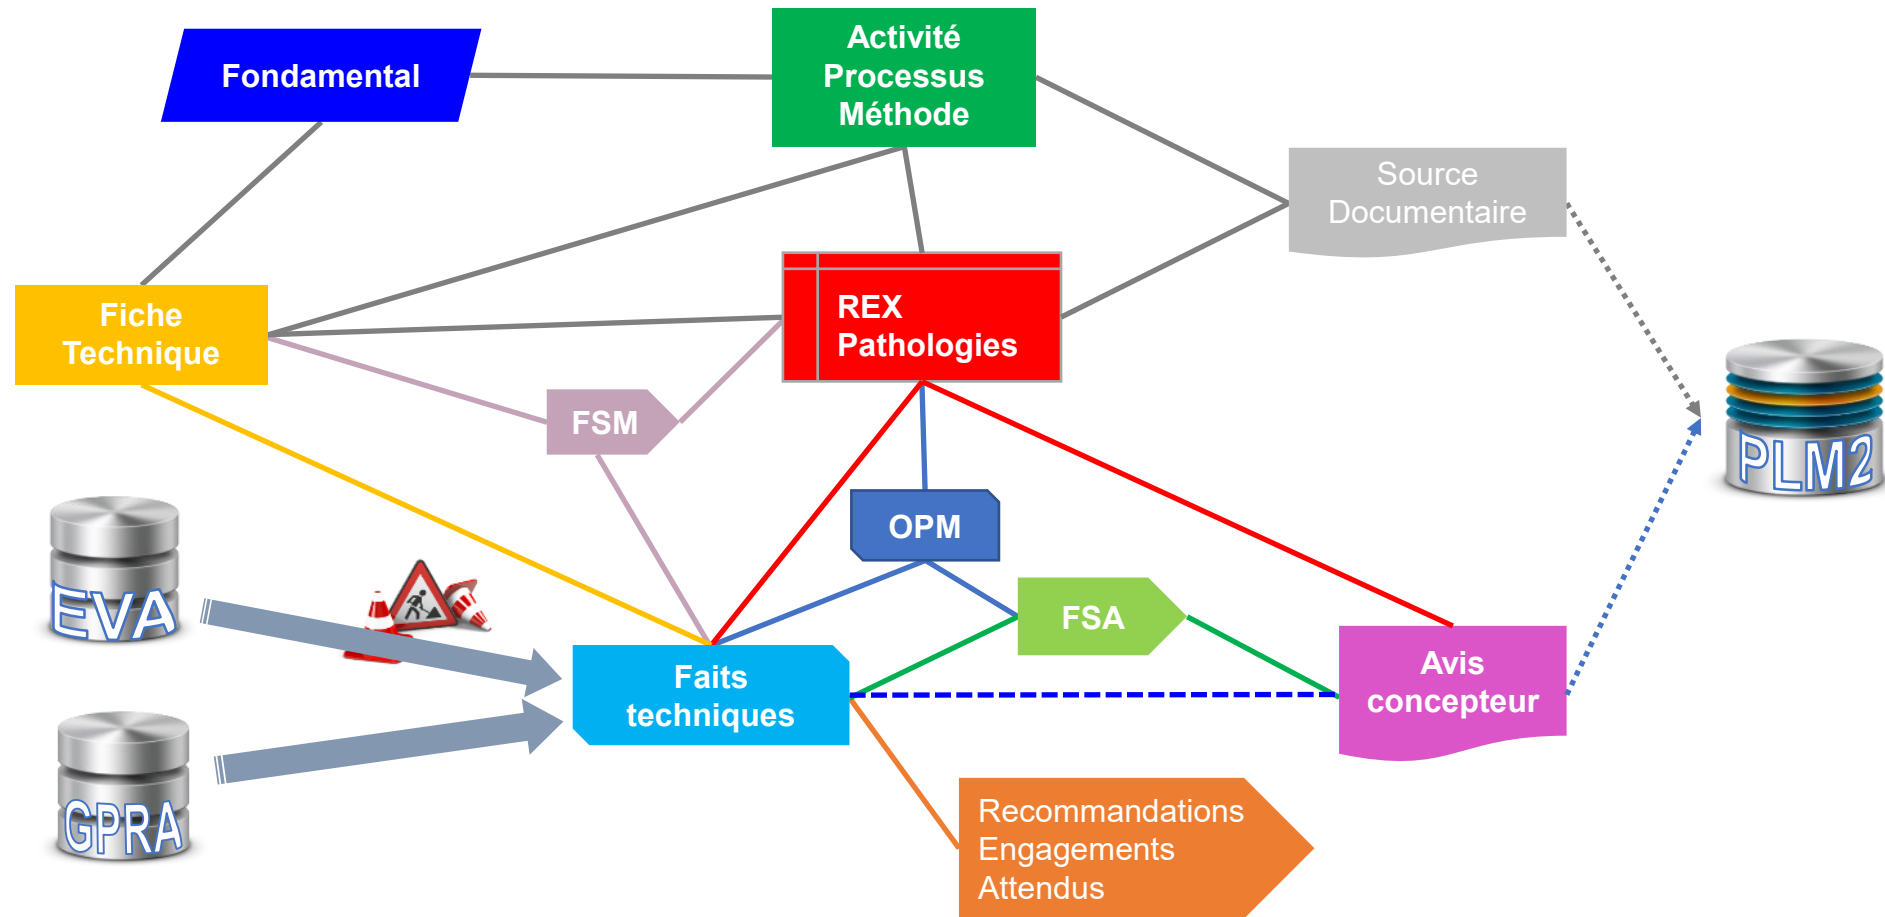 Fondamental
Activité
Processus
Méthode
Source
Documentaire
Fiche
Technique
REX
Pathologies
FSM
PLM2
OPM
EVA
FSA
Faits
techniques
Avis
concepteur
GPRA
Recommandations
Engagements
Attendus